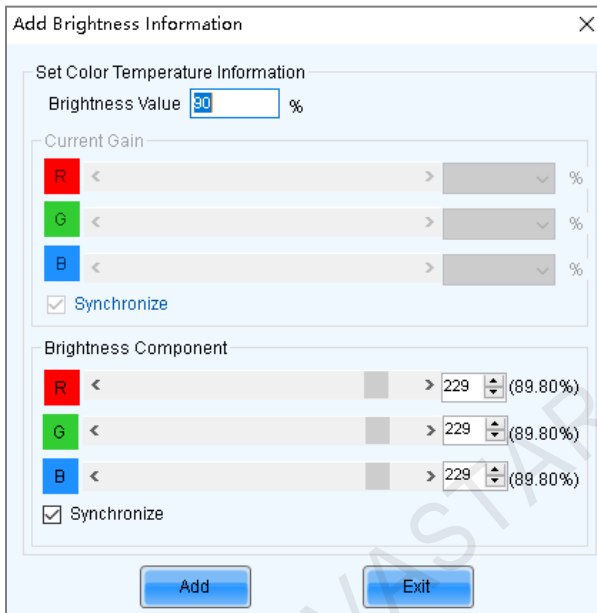 Add Brightness Information
Set Color Temperature Information
Brightness Value 90 %
Current Gain
R < > %
G < > %
B < > %
Synchronize
Brightness Component
R < > 229 (89.80%)
G < > 229 (89.80%)
B < > 229 (89.80%)
Synchronize
Add Exit
VASTAR